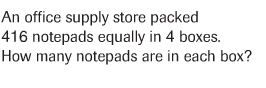 An office supply store packed
416 notepads equally in 4 boxes.
How many notepads are in each box?